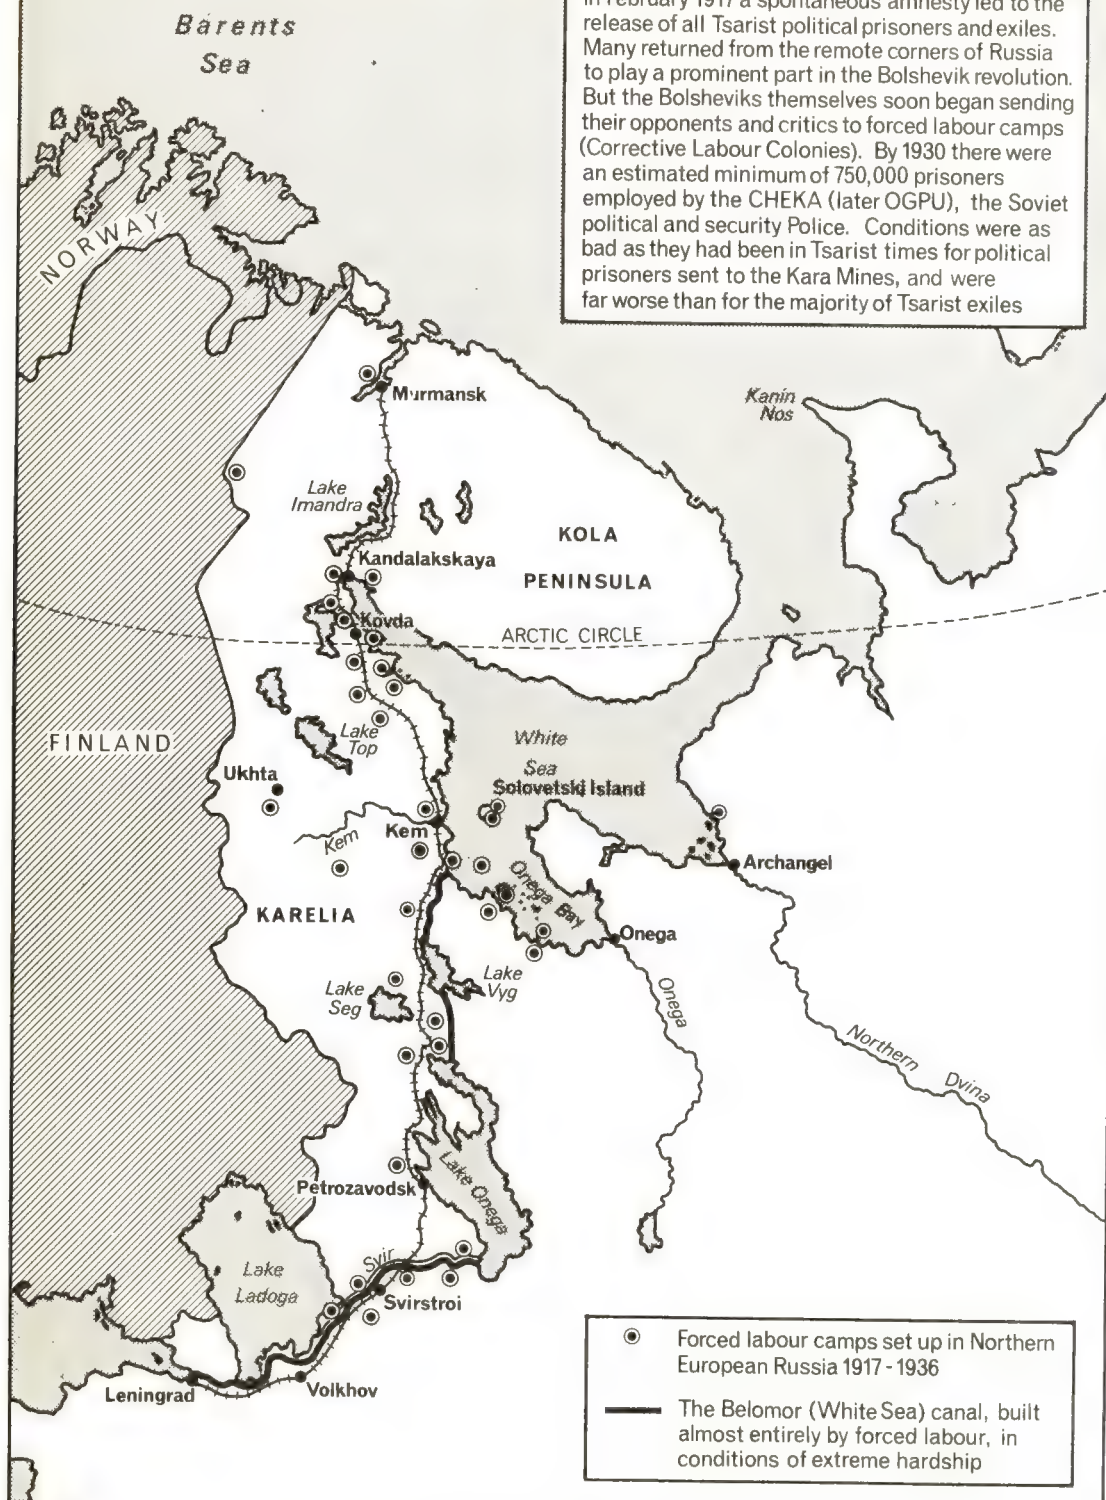 In February 1917 a spontaneous amnesty led to the
release of all Tsarist political prisoners and exiles.
Many returned from the remote corners of Russia
to play a prominent part in the Bolshevik revolution.
But the Bolsheviks themselves soon began sending
their opponents and critics to forced labour camps
(Corrective Labour Colonies). By 1930 there were
an estimated minimum of 750,000 prisoners
employed by the CHEKA (later OGPU), the Soviet
political and security Police. Conditions were as
bad as they had been in Tsarist times for political
prisoners sent to the Kara Mines, and were
far worse than for the majority of Tsarist exiles
Barents
Sea
NORWAY
Murmansk
Kanin
Nos
Lake
Imandra
KOLA
PENINSULA
Kandalakskaya
Kovda
ARCTIC CIRCLE
FINLAND
Lake
Top
White
Sea
Ukhta
Solovetski Island
Kem
Kem
Archangel
Onega Bay
KARELIA
Onega
Lake
Vyg
Lake
Seg
Onega
Northern Dvina
Petrozavodsk
Lake Onega
Svir
Lake
Ladoga
Svirstroi
Leningrad
Volkhov
Forced labour camps set up in Northern
European Russia 1917-1936
The Belomor (White Sea) canal, built
almost entirely by forced labour, in
conditions of extreme hardship